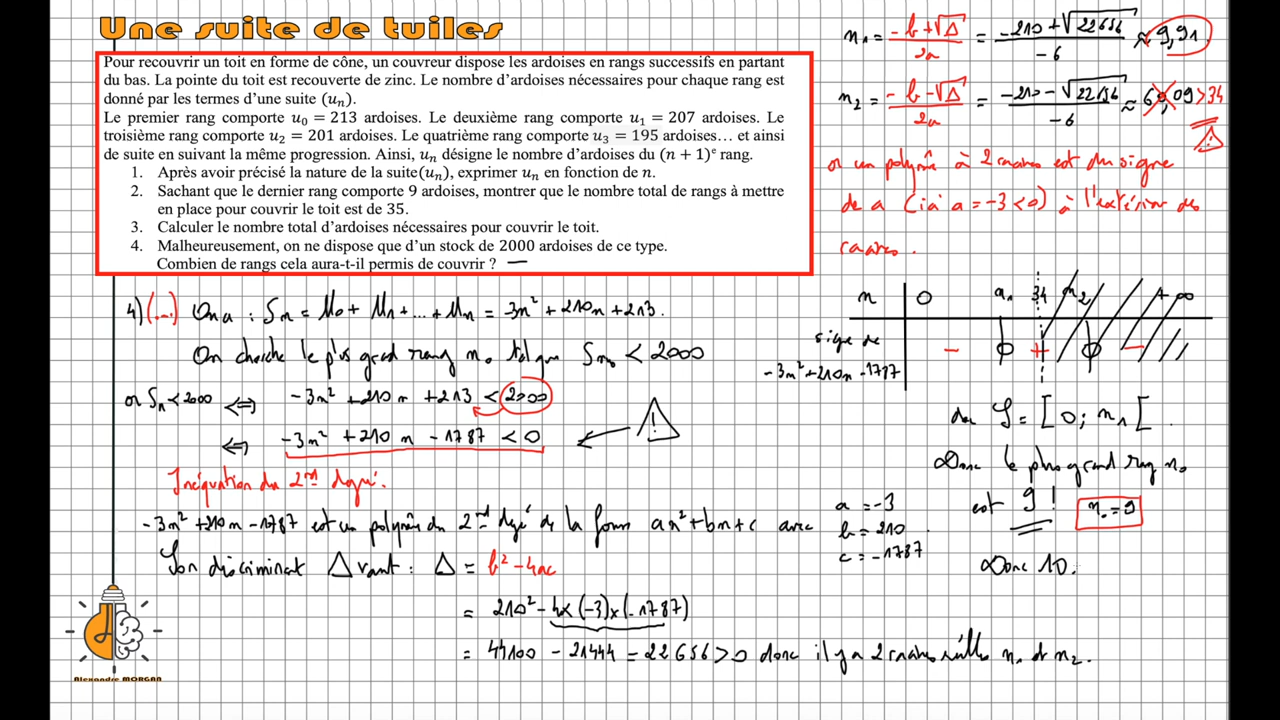 Une suite de tuiles
Pour recouvrir un toit en forme de cône, un couvreur dispose les ardoises en rangs successifs en partant
du bas. La pointe du toit est recouverte de zinc. Le nombre d'ardoises nécessaires pour chaque rang est
donné par les termes d'une suite (uₙ).
Le premier rang comporte u₀ = 213 ardoises. Le deuxième rang comporte u₁ = 207 ardoises. Le
troisième rang comporte u₂ = 201 ardoises. Le quatrième rang comporte u₃ = 195 ardoises… et ainsi
de suite en suivant la même progression. Ainsi, uₙ désigne le nombre d'ardoises du (n + 1)ᵉ rang.
1. Après avoir précisé la nature de la suite(uₙ), exprimer uₙ en fonction de n.
2. Sachant que le dernier rang comporte 9 ardoises, montrer que le nombre total de rangs à mettre
en place pour couvrir le toit est de 35.
3. Calculer le nombre total d'ardoises nécessaires pour couvrir le toit.
4. Malheureusement, on ne dispose que d'un stock de 2000 ardoises de ce type.
Combien de rangs cela aura-t-il permis de couvrir ?
4) (...) On a : Sₙ = U₀ + U₁ + ... + Uₙ = 3n² + 210n + 213.
On cherche le plus grand rang n₀ tel que Sₙ₀ < 2000
or Sₙ < 2000 ⟺ -3n² + 210n + 213 < 2000
⟺ -3n² + 210n - 1787 < 0
Inéquation du 2nd degré.
-3n² + 210n - 1787 est un polynôme du 2nd degré de la forme an² + bn + c avec
a = -3
b = 210
c = -1787
Son discriminant Δ vaut : Δ = b² - 4ac
= 210² - 4 × (-3) × (-1787)
= 44100 - 21444 = 22656 > 0 donc il y a 2 racines réelles n₁ et n₂.
n₁ = (-b + √Δ) / 2a = (-210 + √22656) / -6 ≈ 9,91
n₂ = (-b - √Δ) / 2a = (-210 - √22656) / -6 ≈ 60,09 > 34
or un polynôme à 2 racines est du signe
de a (ici a = -3 < 0) à l'extérieur des
racines.
n 0 n₁ 34 n₂ +∞
signe de
-3n² + 210n - 1787 - 0 + 0 -
donc S = [0 ; n₁[
Donc le plus grand rang n₀
est 9 ! n₀ = 9
Donc 10.
Alexandre MORGAN